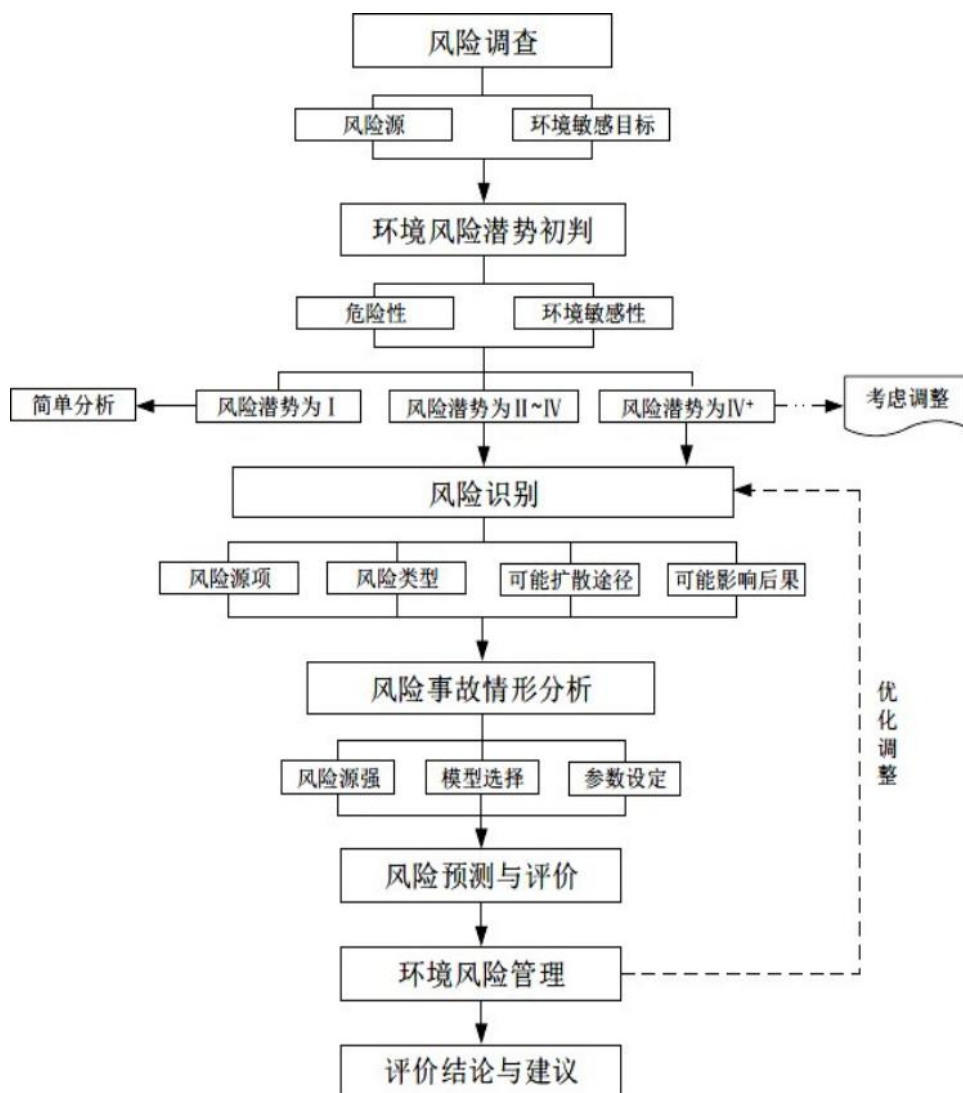 风险调查
风险源
环境敏感目标
环境风险潜势初判
危险性
环境敏感性
简单分析
风险潜势为Ⅰ
风险潜势为Ⅱ~Ⅳ
风险潜势为Ⅳ⁺
考虑调整
风险识别
风险源项
风险类型
可能扩散途径
可能影响后果
风险事故情形分析
风险源强
模型选择
参数设定
优化调整
风险预测与评价
环境风险管理
评价结论与建议